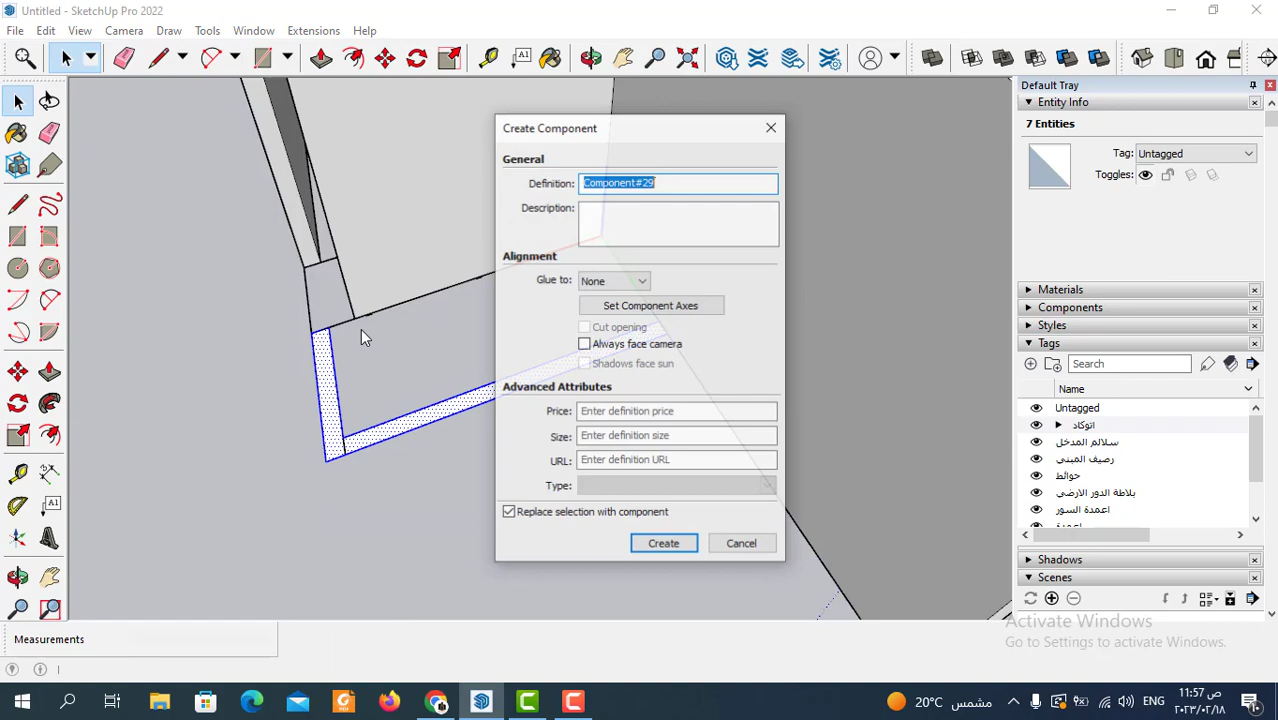 Untitled - SketchUp Pro 2022
File Edit View Camera Draw Tools Window Extensions Help
Default Tray
Entity Info
7 Entities
Tag: Untagged
Toggles:
Create Component
General
Definition: Component#29
Description:
Alignment
Glue to: None
Set Component Axes
Cut opening
Always face camera
Shadows face sun
Advanced Attributes
Price: Enter definition price
Size: Enter definition size
URL: Enter definition URL
Type:
Replace selection with component
Create Cancel
Materials
Components
Styles
Tags
Search
Name
Untagged
اتوكاد
سلالم المدخل
رصيف المبنى
حوائط
بلاطة الدور الارضى
اعمدة السور
Shadows
Scenes
Measurements
Activate Windows
Go to Settings to activate Windows.
20°C مشمس
ENG
11:57 ص
٢٠٢٣/٠٢/١٨